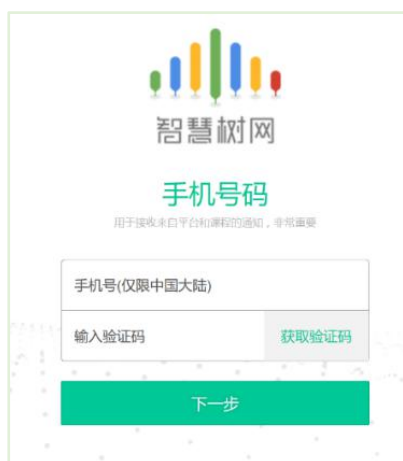 智慧树网
手机号码
用于接收来自平台和课程的通知，非常重要
手机号(仅限中国大陆)
输入验证码 获取验证码
下一步